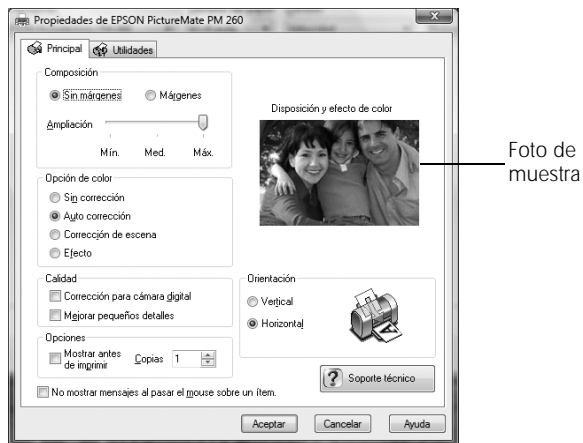 Propiedades de EPSON PictureMate PM 260
Principal
Utilidades
Composición
Sin márgenes
Márgenes
Ampliación
Mín. Med. Máx.
Disposición y efecto de color
Foto de
muestra
Opción de color
Sin corrección
Auto corrección
Corrección de escena
Efecto
Calidad
Corrección para cámara digital
Mejorar pequeños detalles
Orientación
Vertical
Horizontal
Opciones
Mostrar antes
de imprimir
Copias 1
Soporte técnico
No mostrar mensajes al pasar el mouse sobre un ítem.
Aceptar Cancelar Ayuda